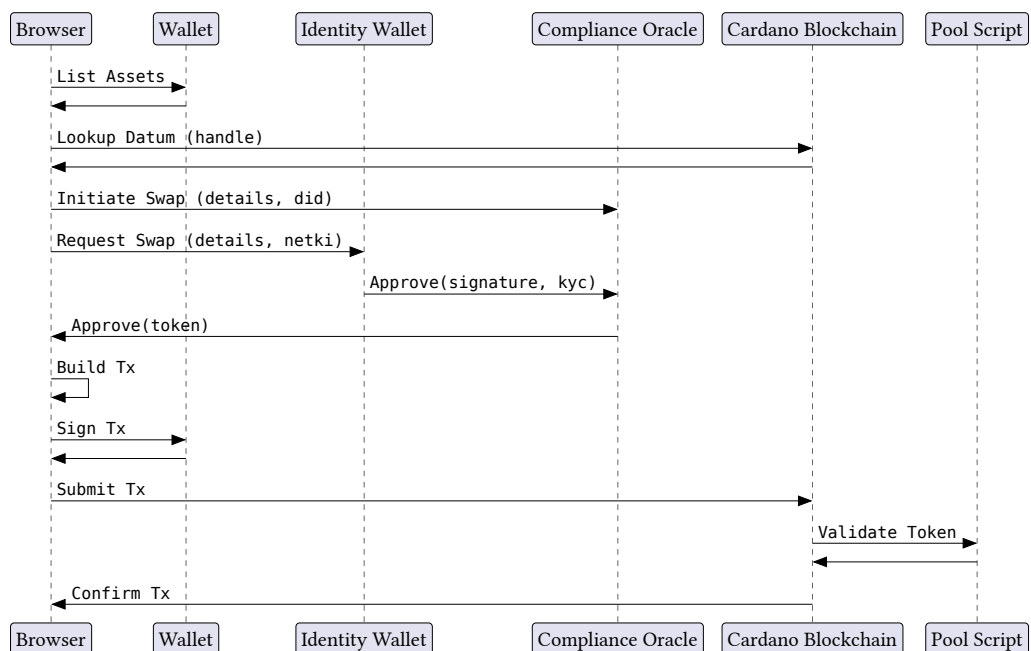 Browser Wallet Identity Wallet Compliance Oracle Cardano Blockchain Pool Script
List Assets
Lookup Datum (handle)
Initiate Swap (details, did)
Request Swap (details, netki)
Approve(signature, kyc)
Approve(token)
Build Tx
Sign Tx
Submit Tx
Validate Token
Confirm Tx
Browser Wallet Identity Wallet Compliance Oracle Cardano Blockchain Pool Script